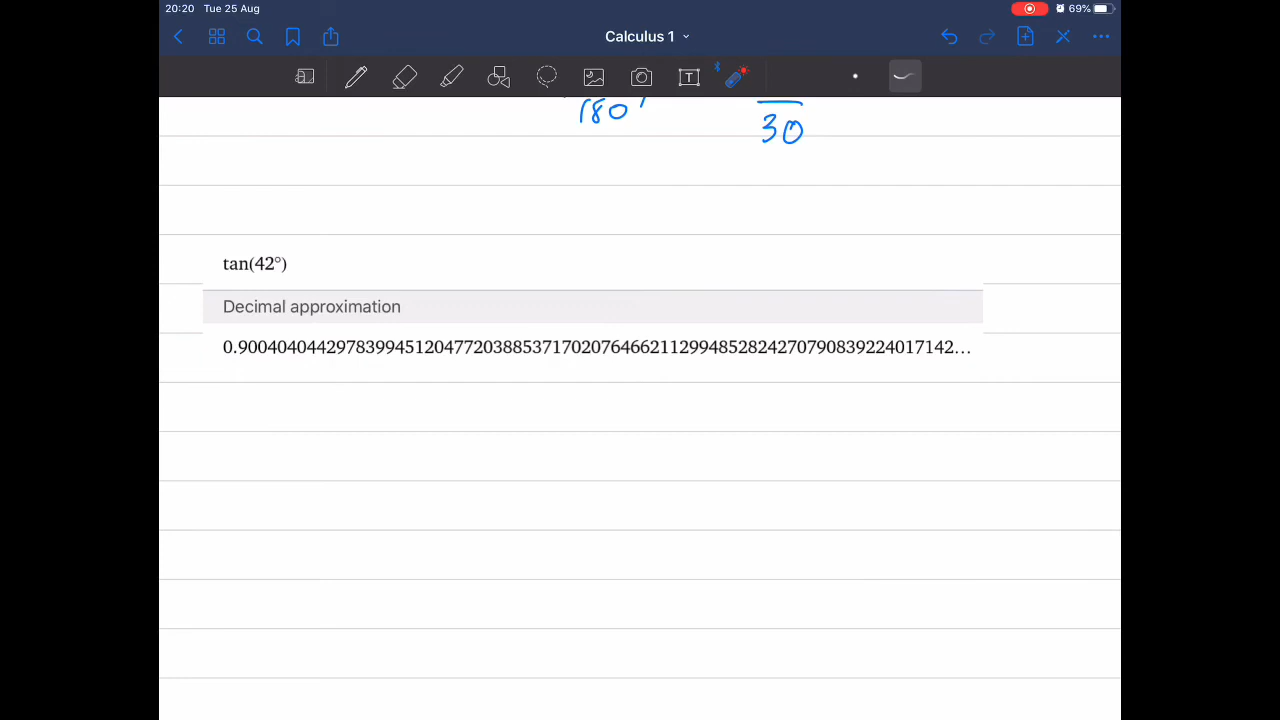 20:20 Tue 25 Aug 69%
Calculus 1
T
180
30
tan(42°)
Decimal approximation
0.900404044297839945120477203885371702076466211299485282427079083922401714​2…